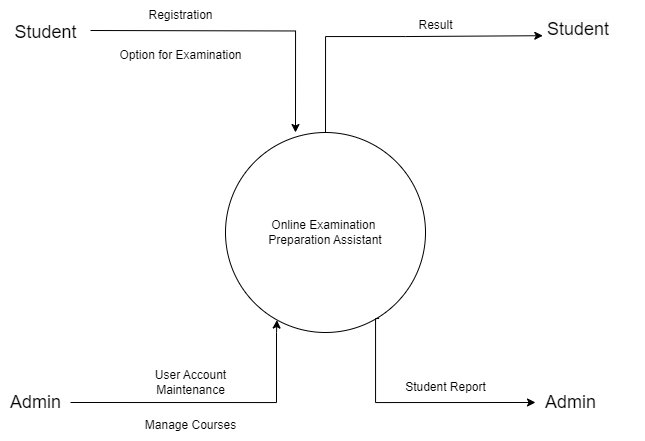 Registration
Student
Option for Examination
Result
Student
Online Examination
Preparation Assistant
User Account
Maintenance
Admin
Manage Courses
Student Report
Admin